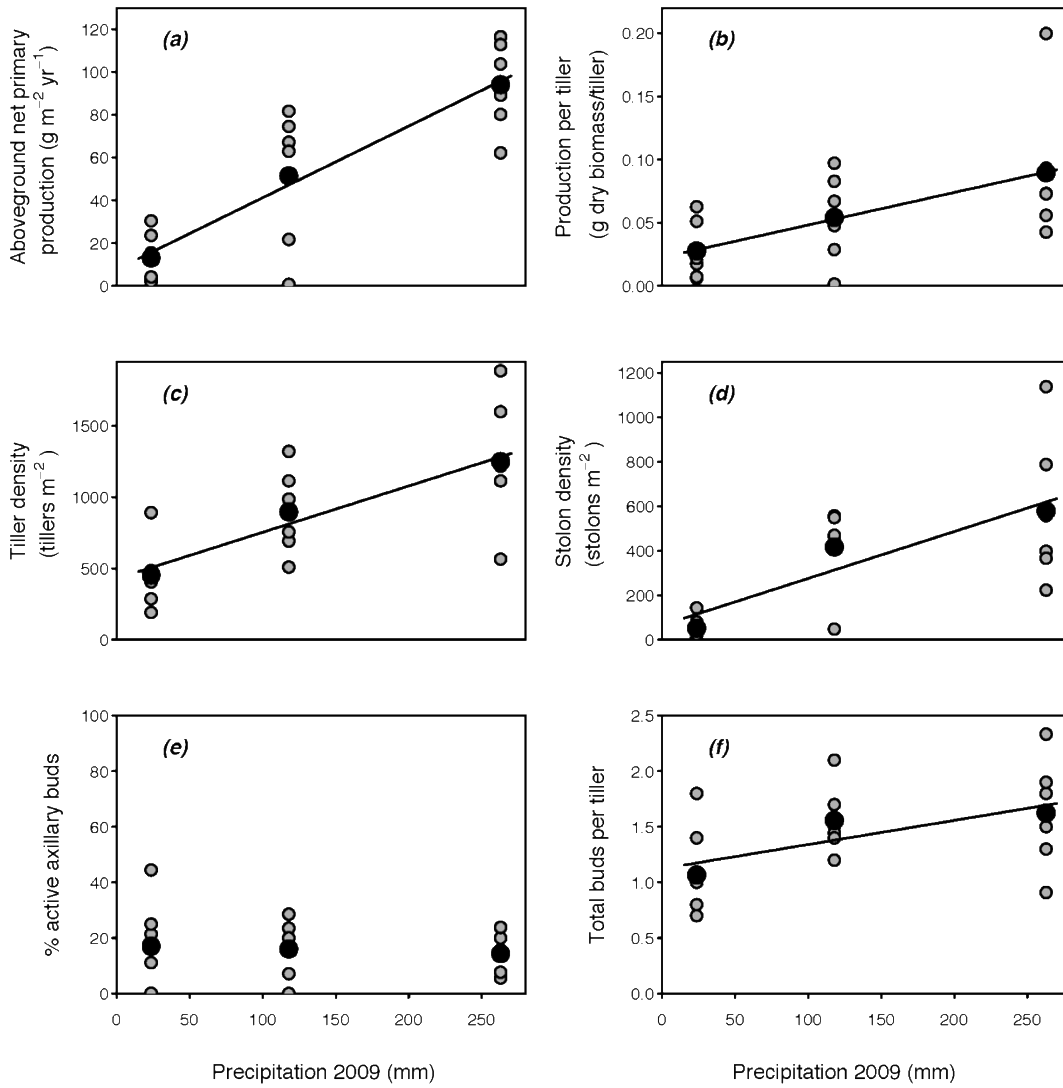 (a)
Aboveground net primary
production (g m⁻² yr⁻¹)
120
100
80
60
40
20
0
(b)
Production per tiller
(g dry biomass/tiller)
0.20
0.15
0.10
0.05
0.00
(c)
Tiller density
(tillers m⁻²)
1500
1000
500
0
(d)
Stolon density
(stolons m⁻²)
1200
1000
800
600
400
200
0
(e)
% active axillary buds
100
80
60
40
20
0
0 50 100 150 200 250
Precipitation 2009 (mm)
(f)
Total buds per tiller
2.5
2.0
1.5
1.0
0.5
0.0
0 50 100 150 200 250
Precipitation 2009 (mm)